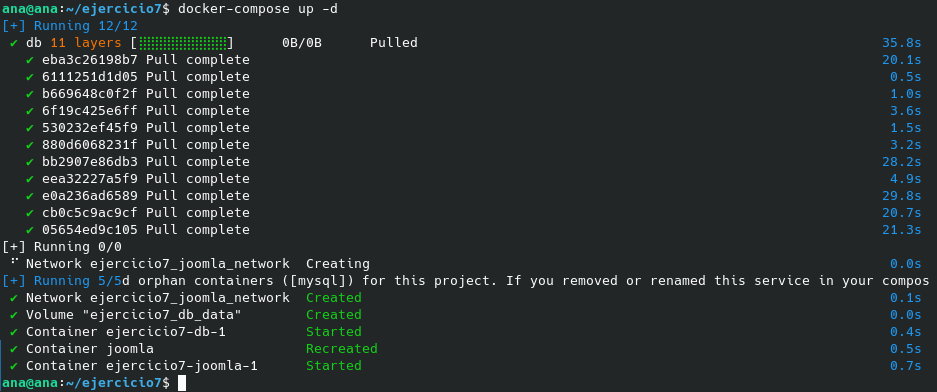 ana@ana:~/ejercicio7$ docker-compose up -d
[+] Running 12/12
✔ db 11 layers [⣿⣿⣿⣿⣿⣿⣿⣿⣿⣿⣿] 0B/0B Pulled 35.8s
✔ eba3c26198b7 Pull complete 20.1s
✔ 6111251d1d05 Pull complete 0.5s
✔ b669648c0f2f Pull complete 1.0s
✔ 6f19c425e6ff Pull complete 3.6s
✔ 530232ef45f9 Pull complete 1.5s
✔ 880d6068231f Pull complete 3.2s
✔ bb2907e86db3 Pull complete 28.2s
✔ eea32227a5f9 Pull complete 4.9s
✔ e0a236ad6589 Pull complete 29.8s
✔ cb0c5c9ac9cf Pull complete 20.7s
✔ 05654ed9c105 Pull complete 21.3s
[+] Running 0/0
⠋ Network ejercicio7_joomla_network Creating 0.0s
[+] Running 5/5d orphan containers ([mysql]) for this project. If you removed or renamed this service in your compos
✔ Network ejercicio7_joomla_network Created 0.1s
✔ Volume "ejercicio7_db_data" Created 0.0s
✔ Container ejercicio7-db-1 Started 0.4s
✔ Container joomla Recreated 0.5s
✔ Container ejercicio7-joomla-1 Started 0.7s
ana@ana:~/ejercicio7$